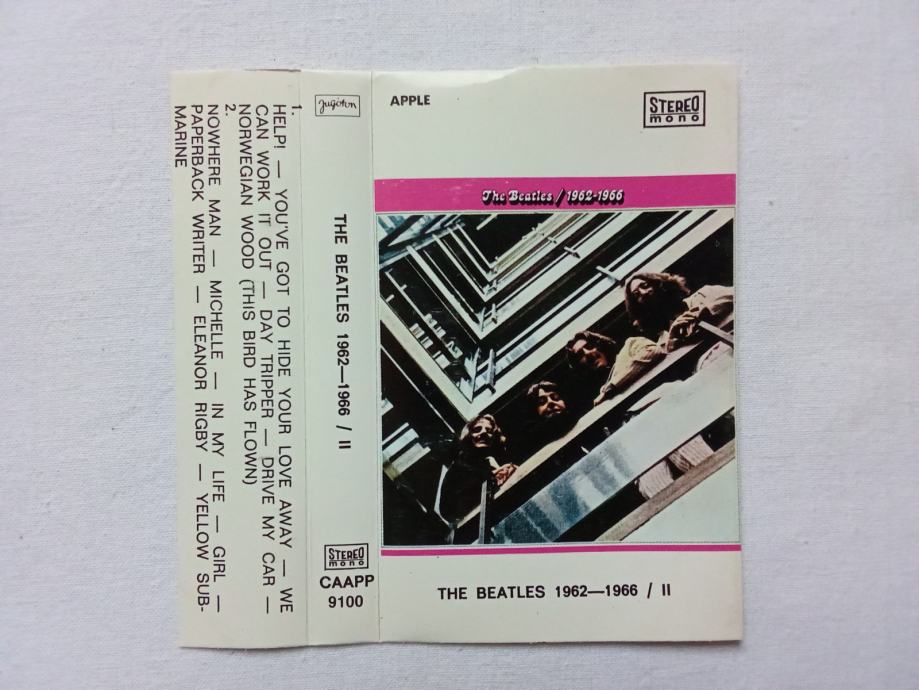 1.
HELP! — YOU'VE GOT TO HIDE YOUR LOVE AWAY — WE
CAN WORK IT OUT — DAY TRIPPER — DRIVE MY CAR —
NORWEGIAN WOOD (THIS BIRD HAS FLOWN)
2.
NOWHERE MAN — MICHELLE — IN MY LIFE — GIRL —
PAPERBACK WRITER — ELEANOR RIGBY — YELLOW SUB-
MARINE
Jugoton
THE BEATLES 1962—1966 / II
STEREO
mono
CAAPP
9100
APPLE
STEREO
mono
The Beatles / 1962-1966
THE BEATLES 1962—1966 / II